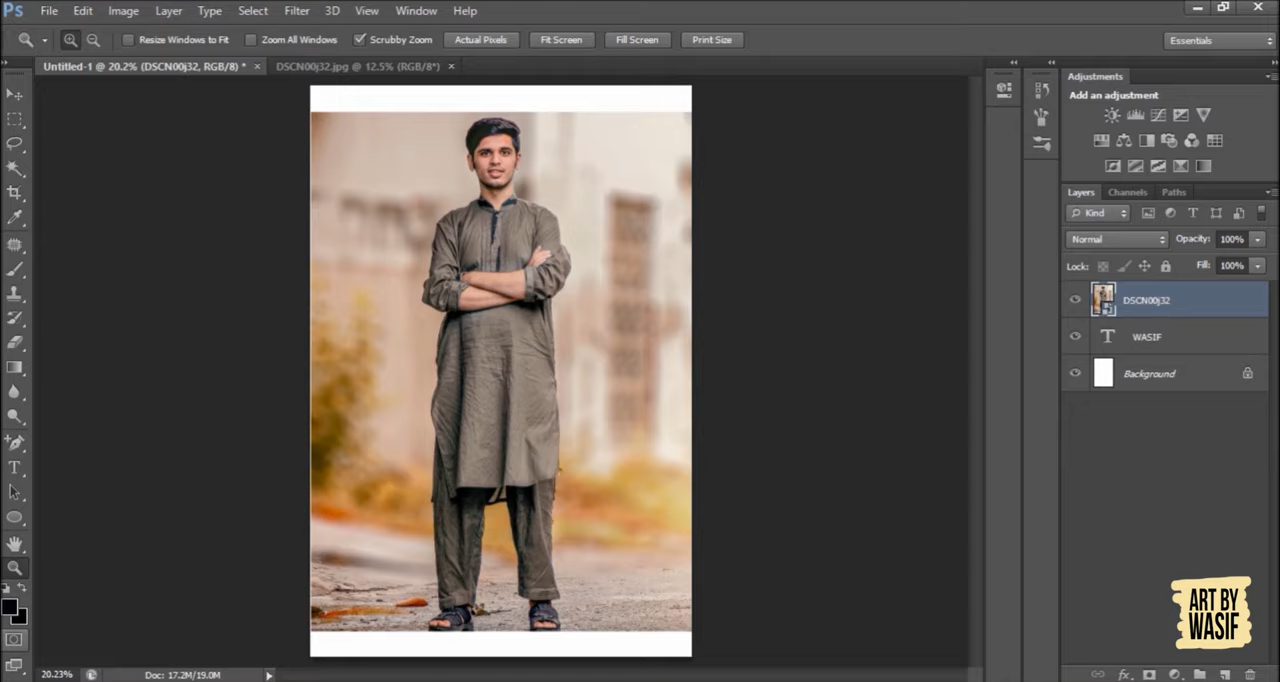 Ps File Edit Image Layer Type Select Filter 3D View Window Help
Resize Windows to Fit Zoom All Windows Scrubby Zoom Actual Pixels Fit Screen Fill Screen Print Size Essentials
Untitled-1 @ 20.2% (DSCN00j32, RGB/8) * × DSCN00j32.jpg @ 12.5% (RGB/8*) ×
Adjustments
Add an adjustment
Layers Channels Paths
Kind
Normal Opacity: 100%
Lock: Fill: 100%
DSCN00j32
T WASIF
Background
ART BY
WASIF
20.23% Doc: 17.2M/19.0M
fx